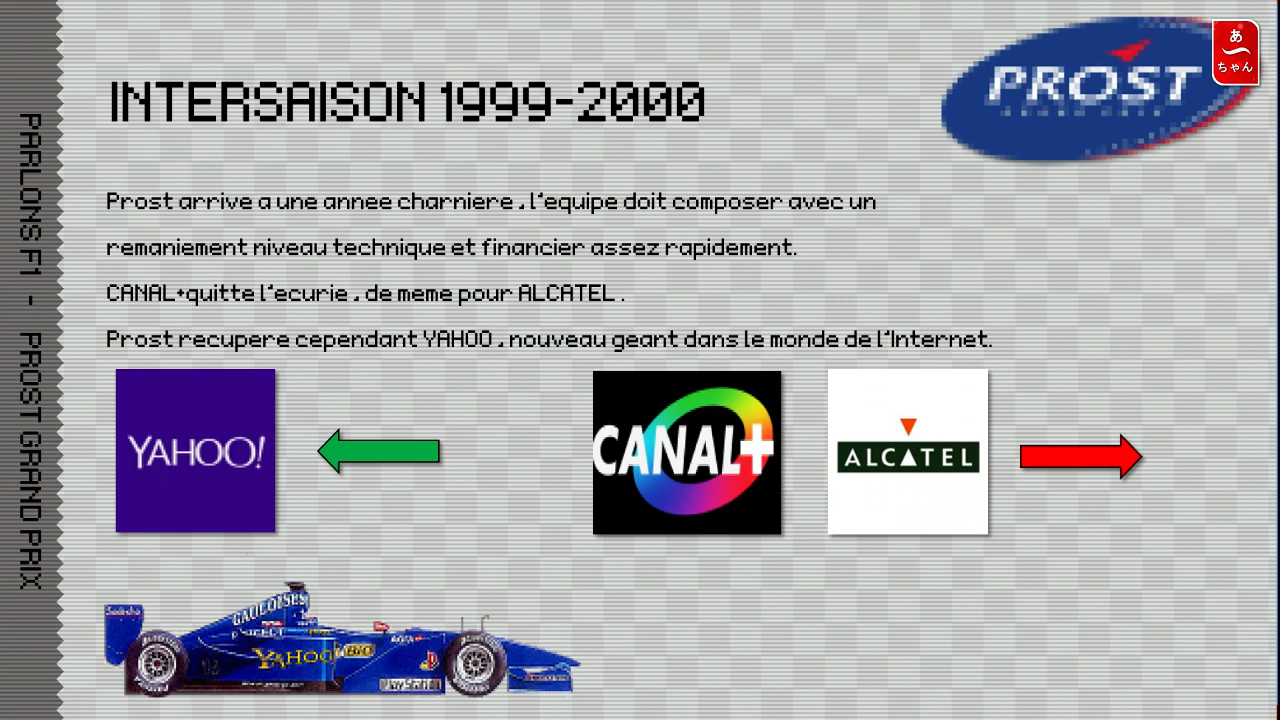 PROST
あー
ちゃん
INTERSAISON 1999-2000
PARLONS F1 - PROST GRAND PRIX
Prost arrive a une annee charniere , l'equipe doit composer avec un
remaniement niveau technique et financier assez rapidement.
CANAL+quitte l'ecurie , de meme pour ALCATEL .
Prost recupere cependant YAHOO , nouveau geant dans le monde de l'Internet.
YAHOO!
CANAL+
ALCATEL
GAULOISES
PEUGEOT
YAHOO!
BIC
PlayStation